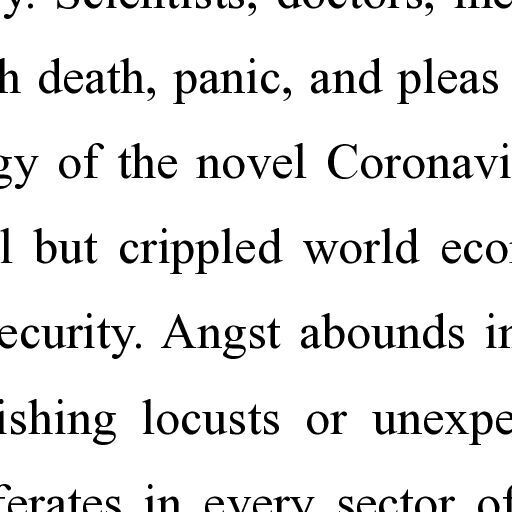 y. Scientists, doctors, me
h death, panic, and pleas
gy of the novel Coronavi
l but crippled world eco
ecurity. Angst abounds in
ishing locusts or unexpe
ferates in every sector of